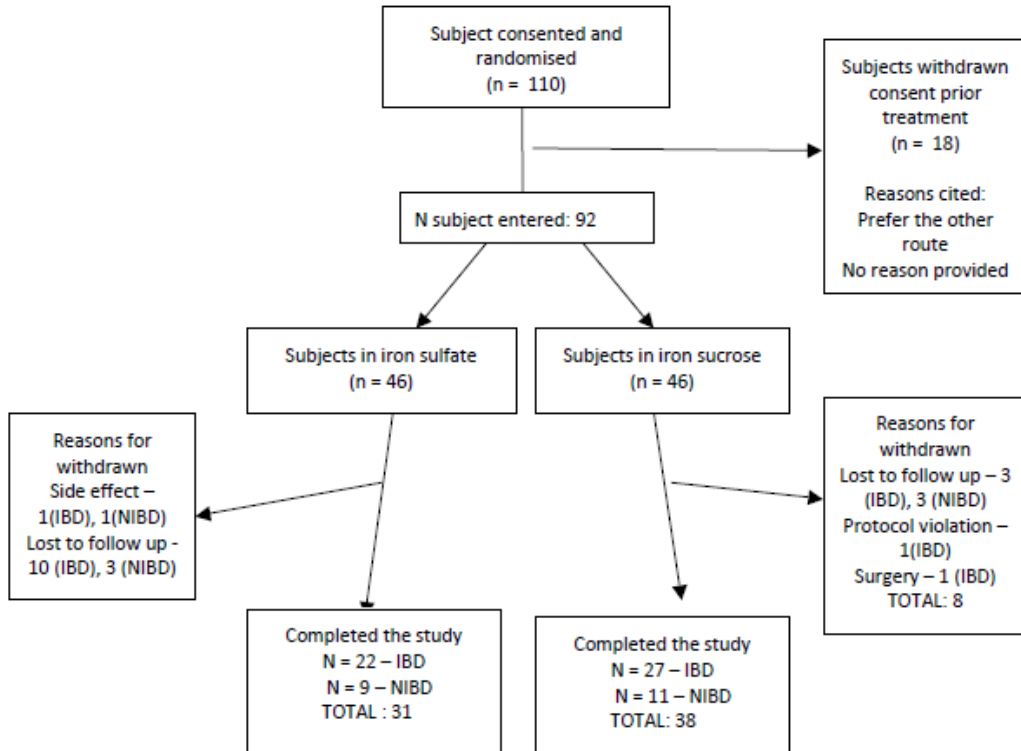 Subject consented and
randomised
(n = 110)
Subjects withdrawn
consent prior
treatment
(n = 18)
Reasons cited:
Prefer the other
route
No reason provided
N subject entered: 92
Subjects in iron sulfate
(n = 46)
Subjects in iron sucrose
(n = 46)
Reasons for
withdrawn
Side effect –
1(IBD), 1(NIBD)
Lost to follow up -
10 (IBD), 3 (NIBD)
Reasons for
withdrawn
Lost to follow up – 3
(IBD), 3 (NIBD)
Protocol violation –
1(IBD)
Surgery – 1 (IBD)
TOTAL: 8
Completed the study
N = 22 – IBD
N = 9 – NIBD
TOTAL : 31
Completed the study
N = 27 – IBD
N = 11 – NIBD
TOTAL: 38